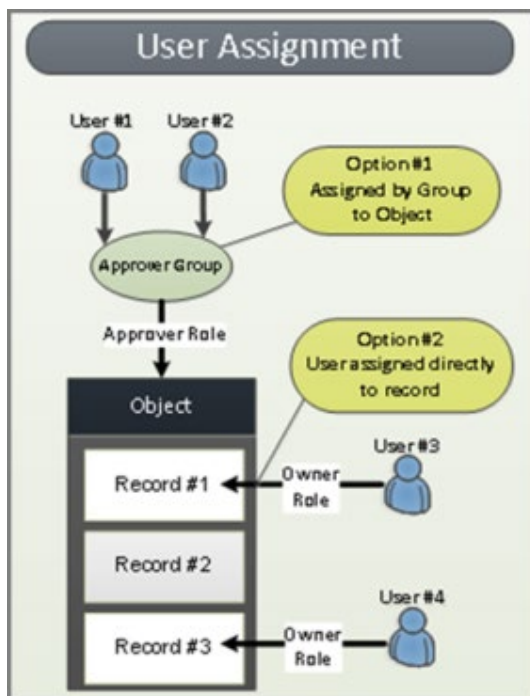 User Assignment
User #1
User #2
Option #1
Assigned by Group
to Object
Approver Group
Approver Role
Option #2
User assigned directly
to record
Object
User #3
Record #1
Owner
Role
Record #2
User #4
Record #3
Owner
Role